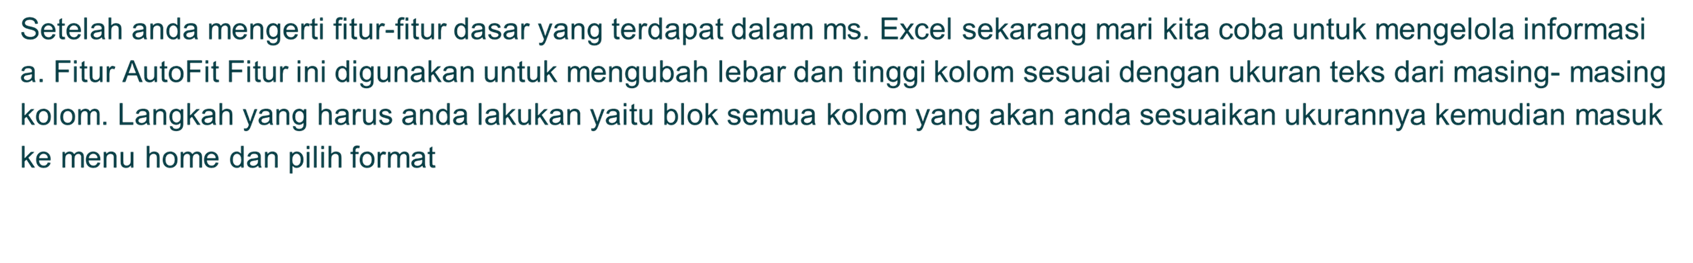 Setelah anda mengerti fitur-fitur dasar yang terdapat dalam ms. Excel sekarang mari kita coba untuk mengelola informasi
a. Fitur AutoFit Fitur ini digunakan untuk mengubah lebar dan tinggi kolom sesuai dengan ukuran teks dari masing- masing
kolom. Langkah yang harus anda lakukan yaitu blok semua kolom yang akan anda sesuaikan ukurannya kemudian masuk
ke menu home dan pilih format